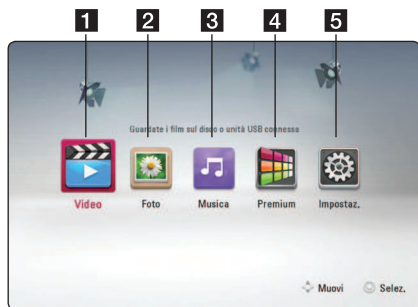 1 2 3 4 5
Guardate i film sul disco o unità USB connessa
Video Foto Musica Premium Impostaz.
Muovi Selez.